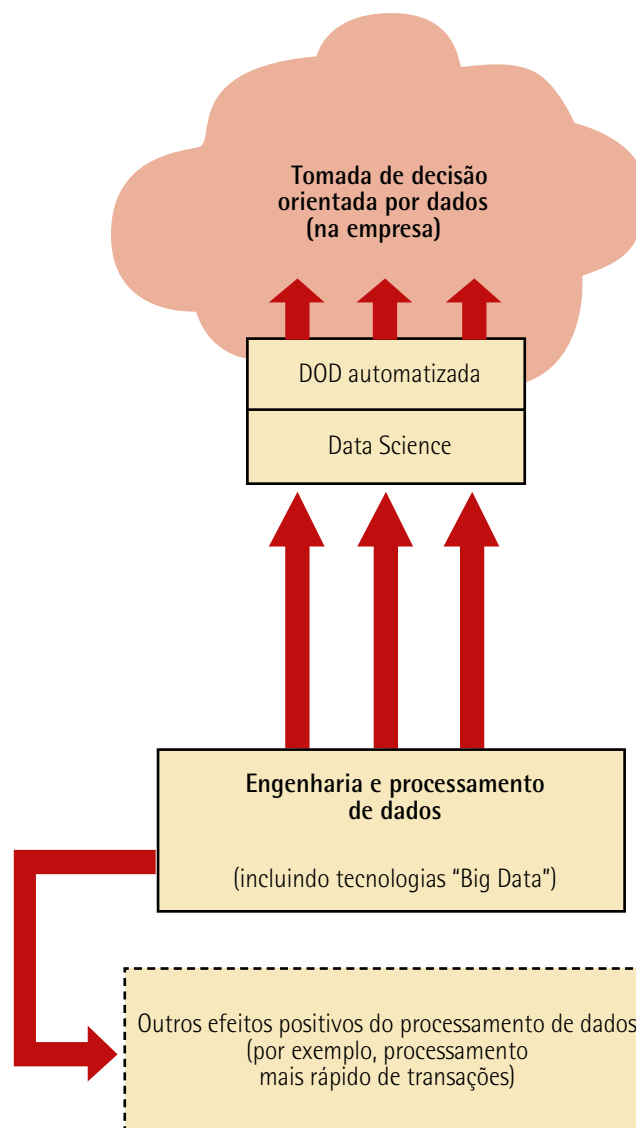 Tomada de decisão
orientada por dados
(na empresa)
DOD automatizada
Data Science
Engenharia e processamento
de dados
(incluindo tecnologias “Big Data”)
Outros efeitos positivos do processamento de dados
(por exemplo, processamento
mais rápido de transações)